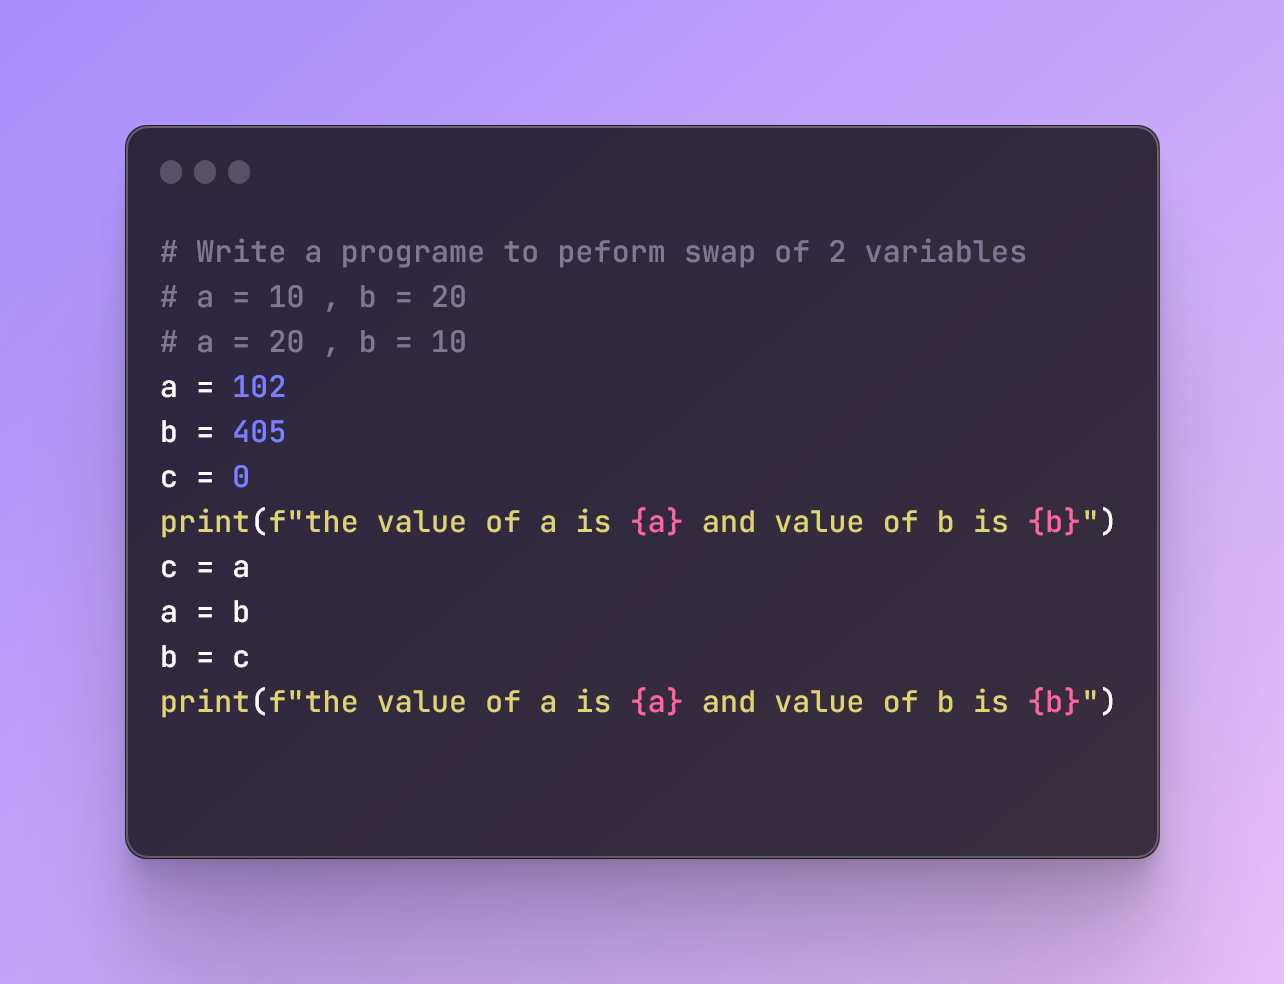 # Write a programe to peform swap of 2 variables
# a = 10 , b = 20
# a = 20 , b = 10
a = 102
b = 405
c = 0
print(f"the value of a is {a} and value of b is {b}")
c = a
a = b
b = c
print(f"the value of a is {a} and value of b is {b}")